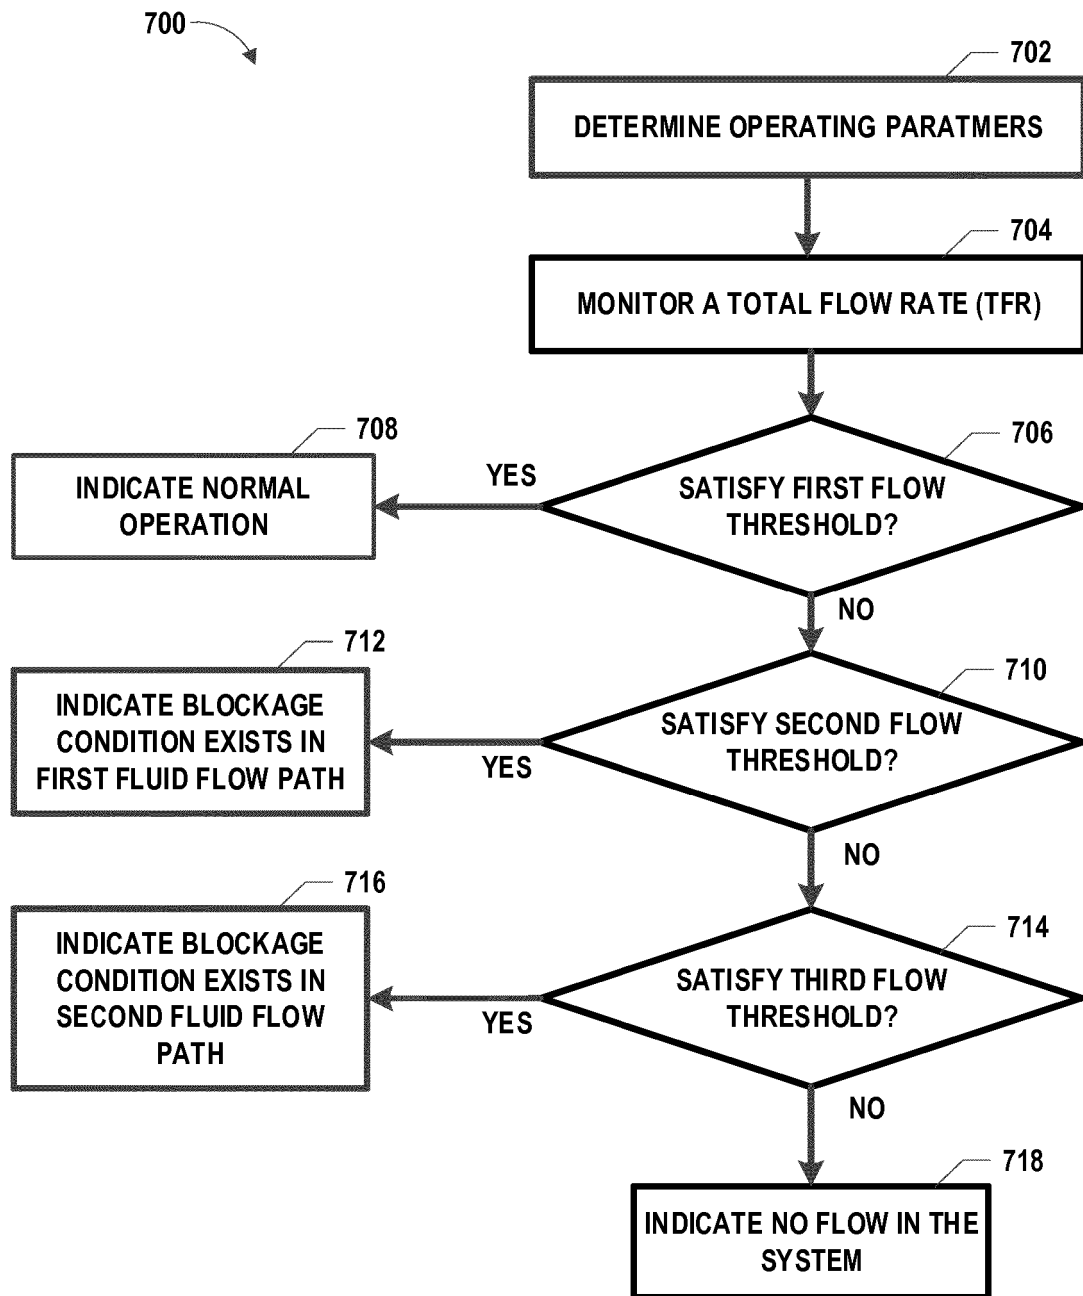 700
702
DETERMINE OPERATING PARATMERS
704
MONITOR A TOTAL FLOW RATE (TFR)
706
SATISFY FIRST FLOW
THRESHOLD?
YES
708
INDICATE NORMAL
OPERATION
NO
710
SATISFY SECOND FLOW
THRESHOLD?
YES
712
INDICATE BLOCKAGE
CONDITION EXISTS IN
FIRST FLUID FLOW PATH
NO
714
SATISFY THIRD FLOW
THRESHOLD?
YES
716
INDICATE BLOCKAGE
CONDITION EXISTS IN
SECOND FLUID FLOW
PATH
NO
718
INDICATE NO FLOW IN THE
SYSTEM